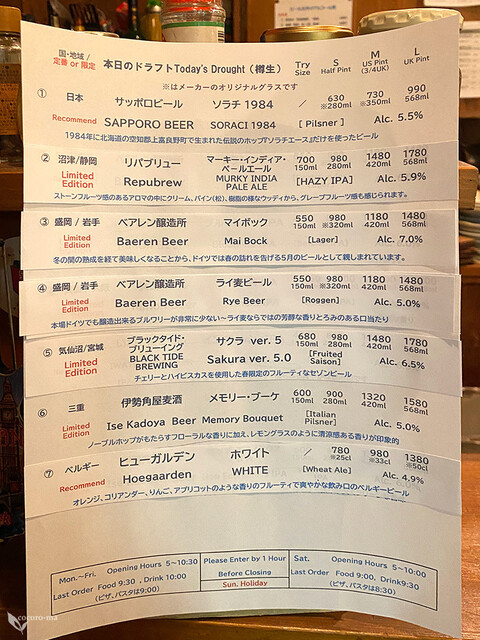 国・地域 / 定番 or 限定
本日のドラフトToday's Drought（樽生）
Try Size
S Half Pint
M US Pint (3/4UK)
L UK Pint
※はメーカーのオリジナルグラスです
① 日本 サッポロビール ソラチ 1984 / 630 ※280ml 730 ※350ml 990 568ml
Recommend SAPPORO BEER SORACI 1984 [ Pilsner ] Alc. 5.5%
1984年に北海道の空知郡上富良野町で生まれた伝説のホップ『ソラチエース』だけを使ったビール
② 沼津/静岡 リパブリュー マーキー・インディア・ペールエール 700 150ml 980 280ml 1480 420ml 1780 568ml
Limited Edition Repubrew MURKY INDIA PALE ALE [HAZY IPA] Alc. 5.9%
ストーンフルーツ感のあるアロマの中にクリーム、パイン(松)、樹脂の様なウッディから、グレープフルーツ感も感じられます。
③ 盛岡 / 岩手 ベアレン醸造所 マイボック 550 150ml 980 ※320ml 1180 420ml 1480 568ml
Limited Edition Baeren Beer Mai Bock [Lager] Alc. 7.0%
冬の間の熟成を経て美味しくなることから、ドイツでは春の訪れを告げる5月のビールとして親しまれています。
④ 盛岡 / 岩手 ベアレン醸造所 ライ麦ビール 550 150ml 980 ※320ml 1180 420ml 1480 568ml
Limited Edition Baeren Beer Rye Beer [Roggen] Alc. 5.0%
本場ドイツでも醸造出来るブルワリーが非常に少ない～ライ麦ならではの芳醇な香りとろみのある口当たり
⑤ 気仙沼/宮城 ブラックタイド・ブリューイング サクラ ver. 5 680 150ml 980 280ml 1480 420ml 1780 568ml
Limited Edition BLACK TIDE BREWING Sakura ver. 5.0 [Fruited Saison] Alc. 6.5%
チェリーとハイビスカスを使用した春限定のフルーティなセゾンビール
⑥ 三重 伊勢角屋麦酒 メモリー・ブーケ 600 150ml 900 280ml 1320 420ml 1580 568ml
Limited Edition Ise Kadoya Beer Memory Bouquet [Italian Pilsner] Alc. 5.0%
ノーブルホップがもたらすフローラルな香りに加え、レモングラスのように清涼感ある香りが印象的
⑦ ベルギー ヒューガルデン ホワイト / 780 ※25cl 980 ※33cl 1380 ※50cl
Recommend Hoegaarden WHITE [Wheat Ale] Alc. 4.9%
オレンジ、コリアンダー、りんご、アプリコットのような香りのフルーティで爽やかな飲み口のベルギービール
Mon.~Fri. Opening Hours 5~10:30
Last Order Food 9:30 , Drink 10:00
(ピザ、パスタは9:00)
Please Enter by 1 Hour
Before Closing
Sun. Holiday
Sat. Opening Hours 5~10:00
Last Order Food 9:00, Drink9:30
(ピザ、パスタは8:30)
cocoro-ma